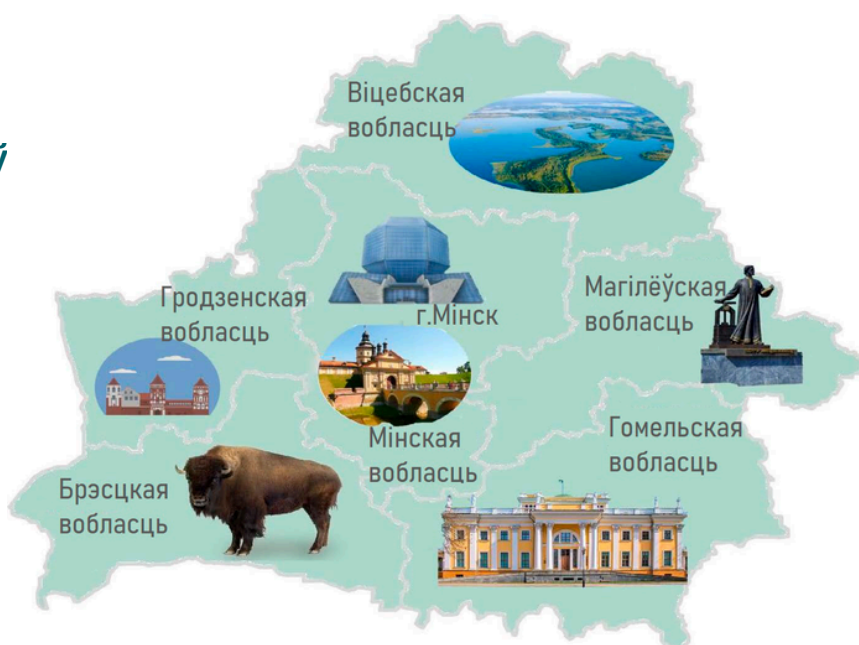 Віцебская
вобласць
ў
Гродзенская
вобласць
г.Мінск
Магілёўская
вобласць
Мінская
вобласць
Гомельская
вобласць
Брэсцкая
вобласць